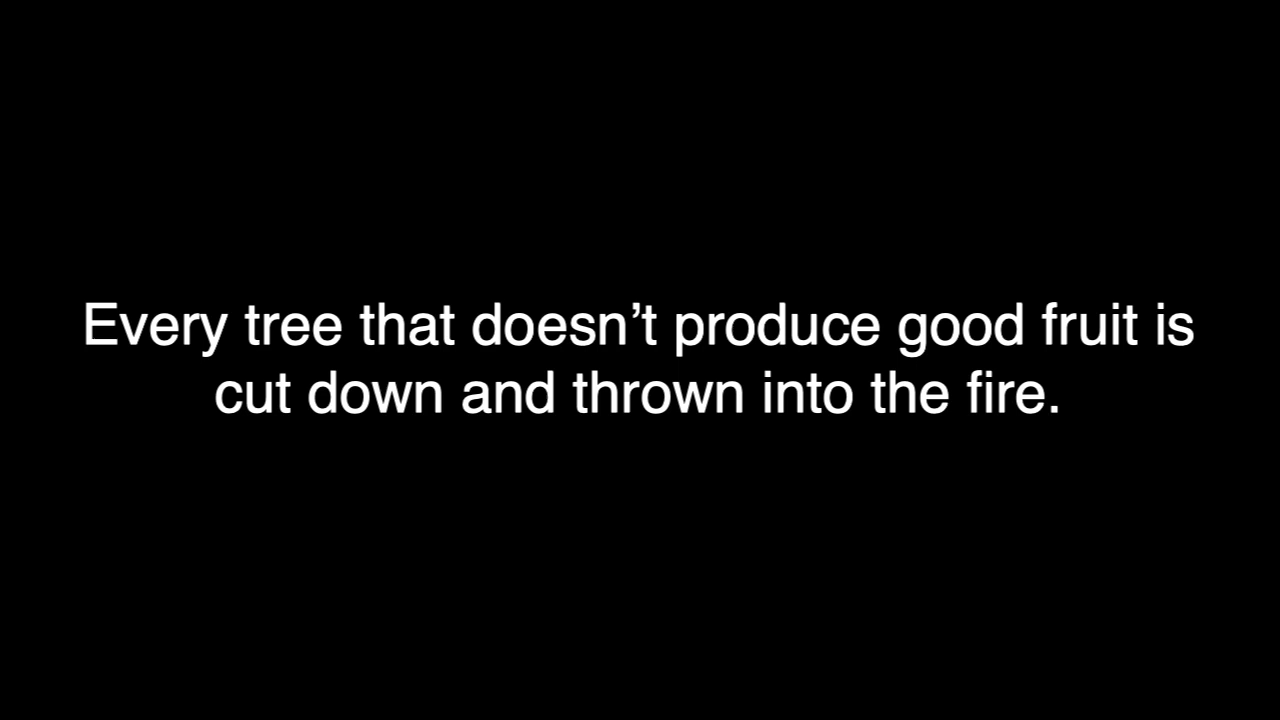 Every tree that doesn’t produce good fruit is
cut down and thrown into the fire.